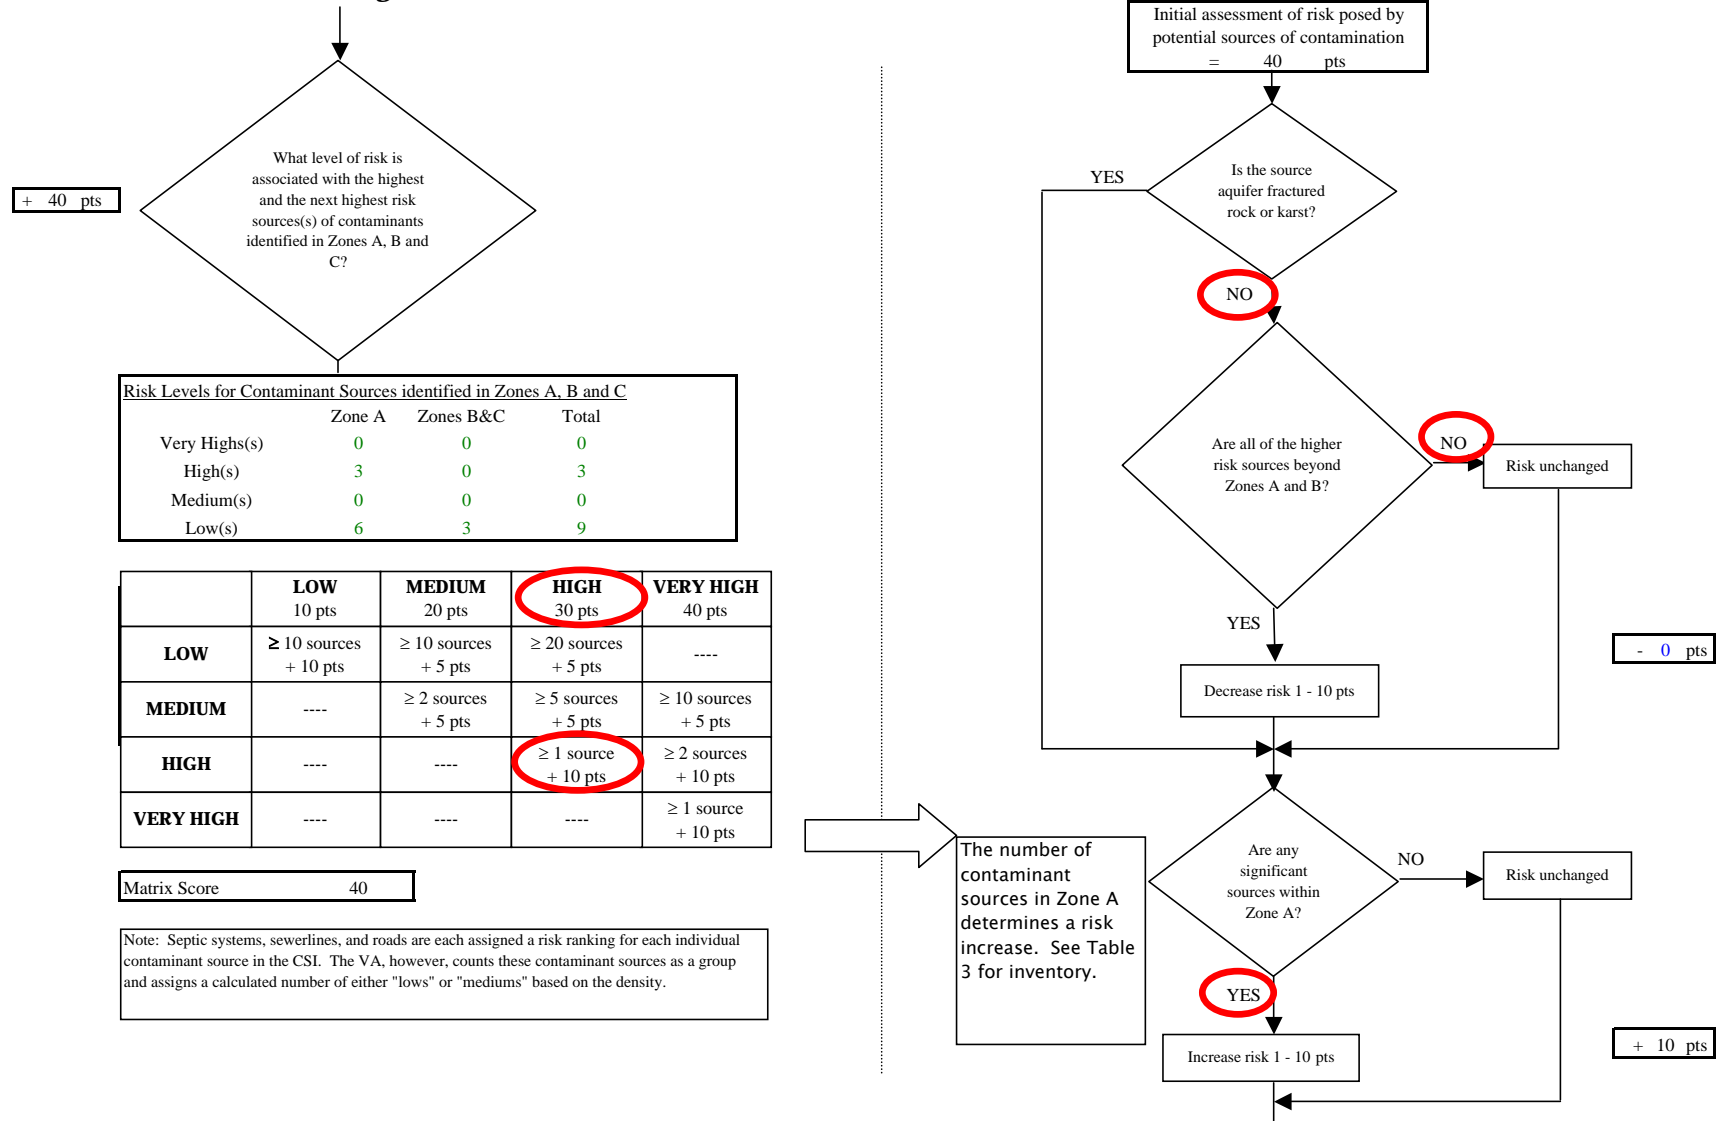 What level of risk is
associated with the highest
and the next highest risk
sources(s) of contaminants
identified in Zones A, B and
C?
+ 40 pts
Risk Levels for Contaminant Sources identified in Zones A, B and C
Zone A Zones B&C Total
Very Highs(s) 0 0 0
High(s) 3 0 3
Medium(s) 0 0 0
Low(s) 6 3 9
LOW MEDIUM HIGH VERY HIGH
10 pts 20 pts 30 pts 40 pts
LOW ≥ 10 sources + 10 pts ≥ 10 sources + 5 pts ≥ 20 sources + 5 pts ----
MEDIUM ---- ≥ 2 sources + 5 pts ≥ 5 sources + 5 pts ≥ 10 sources + 5 pts
HIGH ---- ---- ≥ 1 source + 10 pts ≥ 2 sources + 10 pts
VERY HIGH ---- ---- ---- ≥ 1 source + 10 pts
Matrix Score 40
Note: Septic systems, sewerlines, and roads are each assigned a risk ranking for each individual
contaminant source in the CSI. The VA, however, counts these contaminant sources as a group
and assigns a calculated number of either "lows" or "mediums" based on the density.
Initial assessment of risk posed by
potential sources of contamination
= 40 pts
Is the source
aquifer fractured
rock or karst?
YES
NO
Are all of the higher
risk sources beyond
Zones A and B?
NO
Risk unchanged
YES
Decrease risk 1 - 10 pts
- 0 pts
The number of
contaminant
sources in Zone A
determines a risk
increase. See Table
3 for inventory.
Are any
significant
sources within
Zone A?
NO
Risk unchanged
YES
Increase risk 1 - 10 pts
+ 10 pts